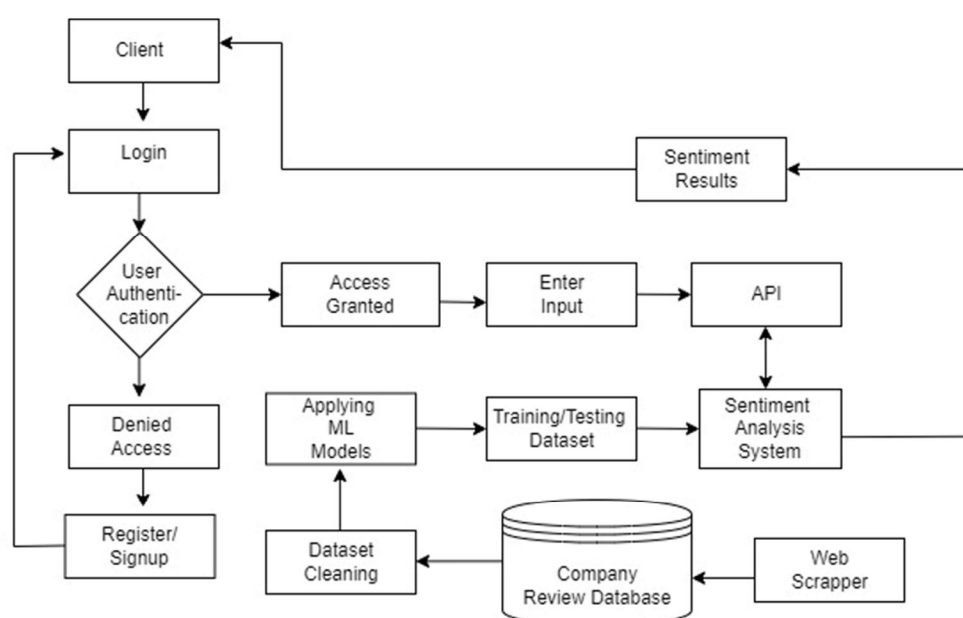 Client
Login
Sentiment
Results
User
Authenti-
cation
Access
Granted
Enter
Input
API
Denied
Access
Applying
ML
Models
Training/Testing
Dataset
Sentiment
Analysis
System
Register/
Signup
Dataset
Cleaning
Company
Review Database
Web
Scrapper